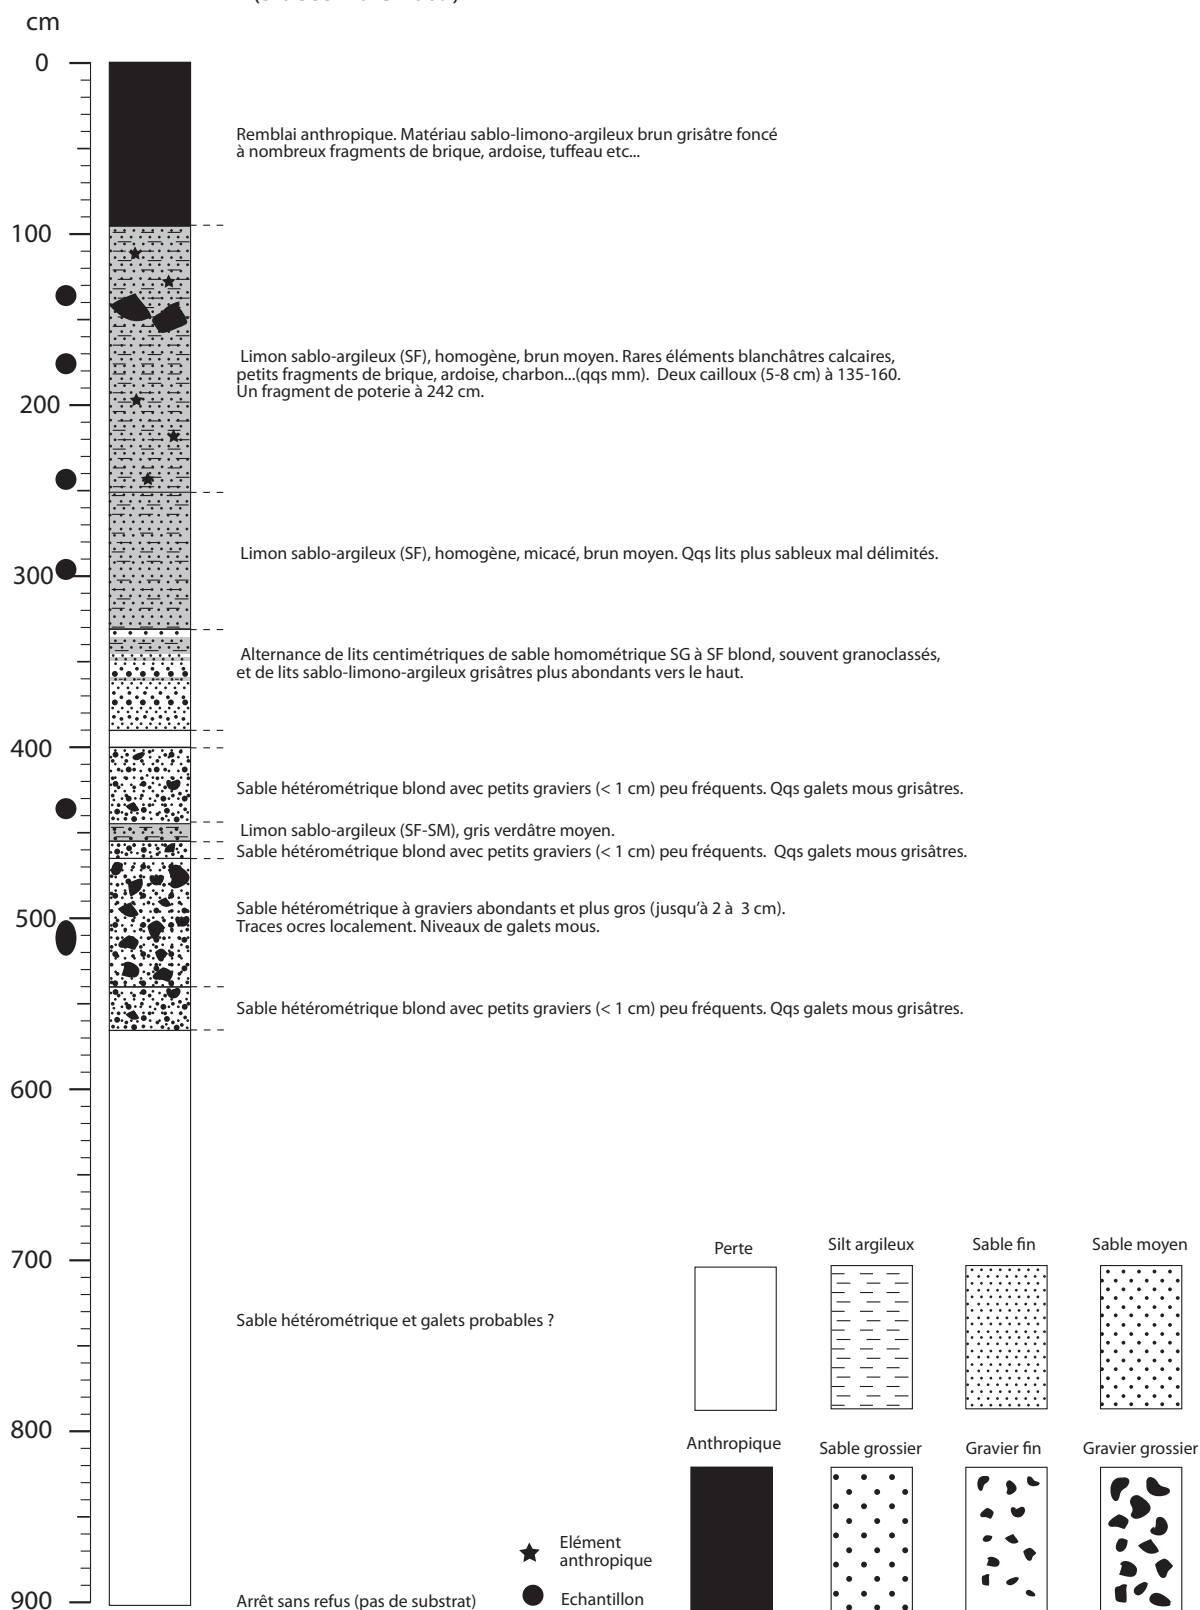 cm
0
Remblai anthropique. Matériau sablo-limono-argileux brun grisâtre foncé
à nombreux fragments de brique, ardoise, tuffeau etc...
100
Limon sablo-argileux (SF), homogène, brun moyen. Rares éléments blanchâtres calcaires,
petits fragments de brique, ardoise, charbon...(qqs mm). Deux cailloux (5-8 cm) à 135-160.
Un fragment de poterie à 242 cm.
200
Limon sablo-argileux (SF), homogène, micacé, brun moyen. Qqs lits plus sableux mal délimités.
300
Alternance de lits centimétriques de sable homométrique SG à SF blond, souvent granoclassés,
et de lits sablo-limono-argileux grisâtres plus abondants vers le haut.
400
Sable hétérométrique blond avec petits graviers (< 1 cm) peu fréquents. Qqs galets mous grisâtres.
Limon sablo-argileux (SF-SM), gris verdâtre moyen.
Sable hétérométrique blond avec petits graviers (< 1 cm) peu fréquents. Qqs galets mous grisâtres.
500
Sable hétérométrique à graviers abondants et plus gros (jusqu'à 2 à 3 cm).
Traces ocres localement. Niveaux de galets mous.
Sable hétérométrique blond avec petits graviers (< 1 cm) peu fréquents. Qqs galets mous grisâtres.
600
700
Sable hétérométrique et galets probables ?
800
900
Arrêt sans refus (pas de substrat)
Perte
Silt argileux
Sable fin
Sable moyen
Anthropique
Sable grossier
Gravier fin
Gravier grossier
Elément
anthropique
Echantillon